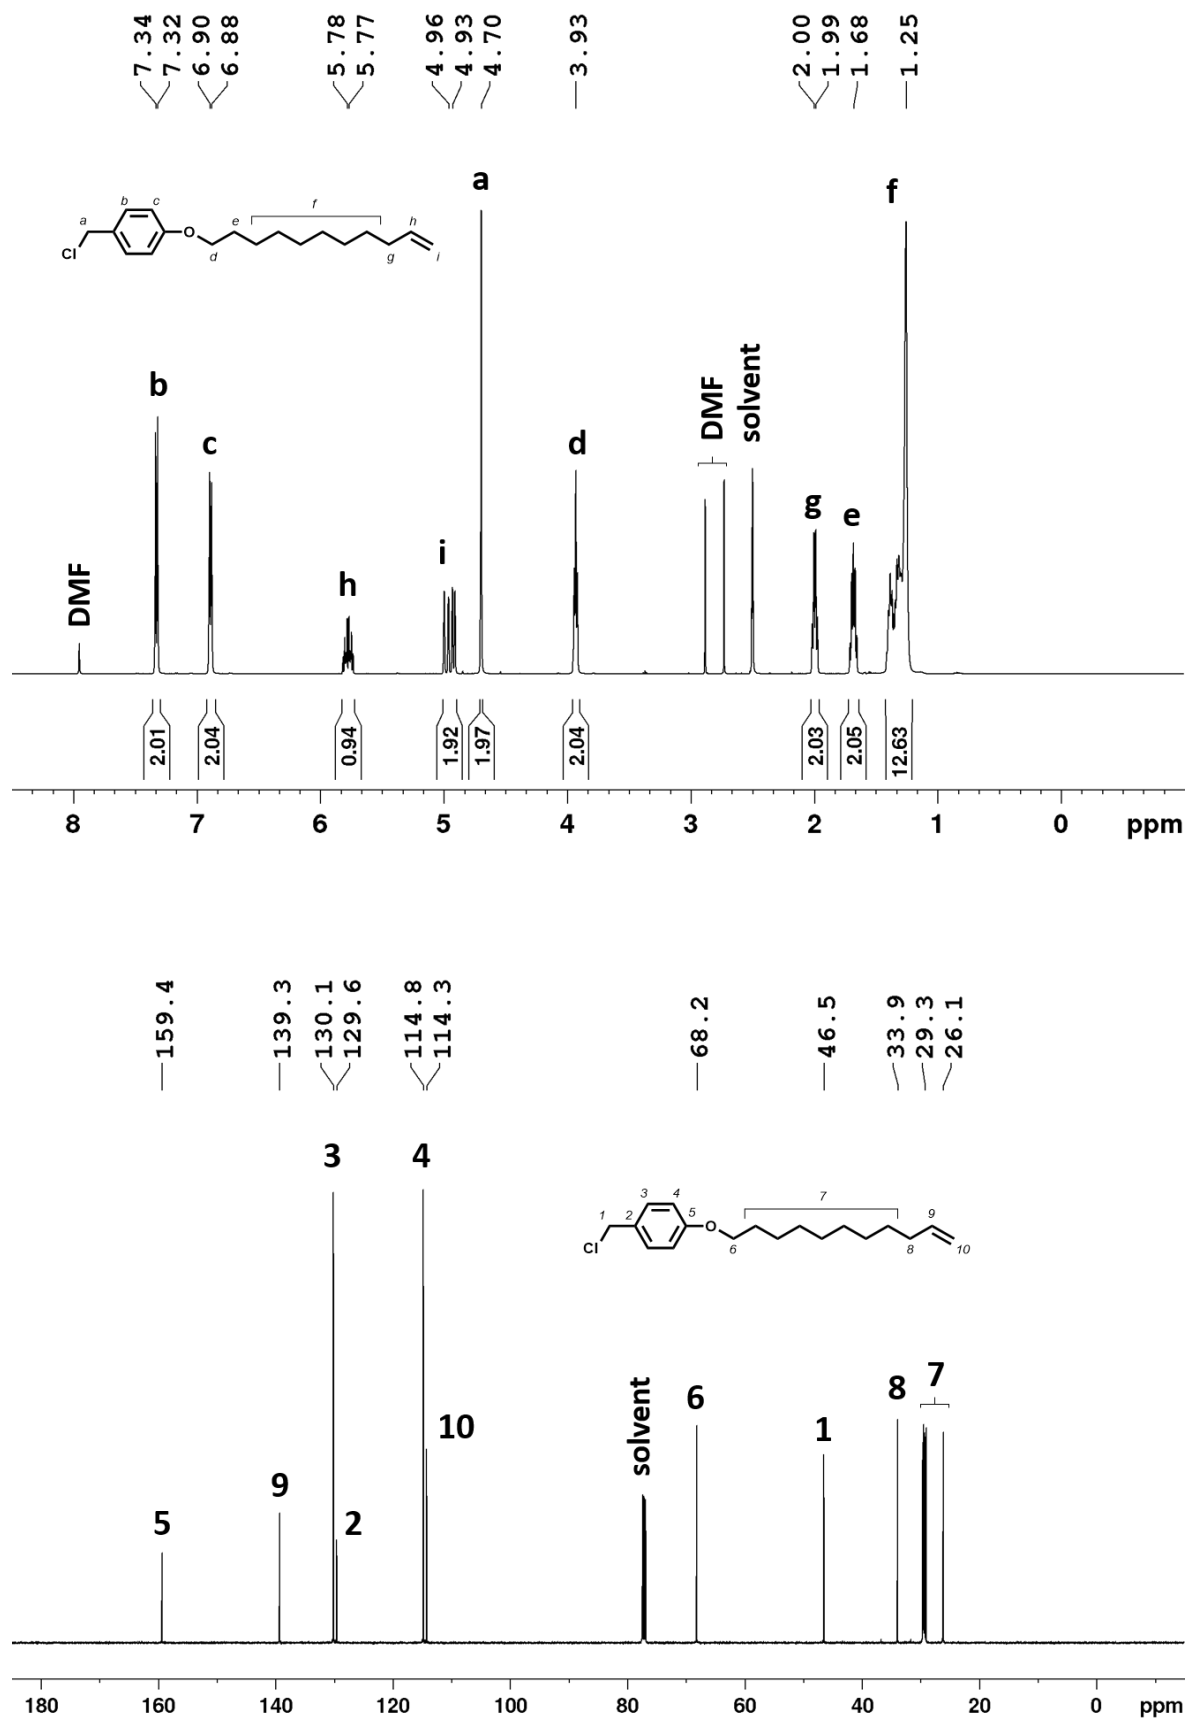 7.34 7.32 6.90 6.88 5.78 5.77 4.96 4.93 4.70 3.93 2.00 1.99 1.68 1.25
a f
b c e f h
a
Cl O d g i
b c d DMF solvent g e
DMF h i
2.01 2.04 0.94 1.92 1.97 2.04 2.03 2.05 12.63
8 7 6 5 4 3 2 1 0 ppm
159.4 139.3 130.1 129.6 114.8 114.3 68.2 46.5 33.9 29.3 26.1
3 4
3 4 7
1 2 5 9
Cl O 6 8 10
5 9 2 10 solvent 6 1 8 7
180 160 140 120 100 80 60 40 20 0 ppm